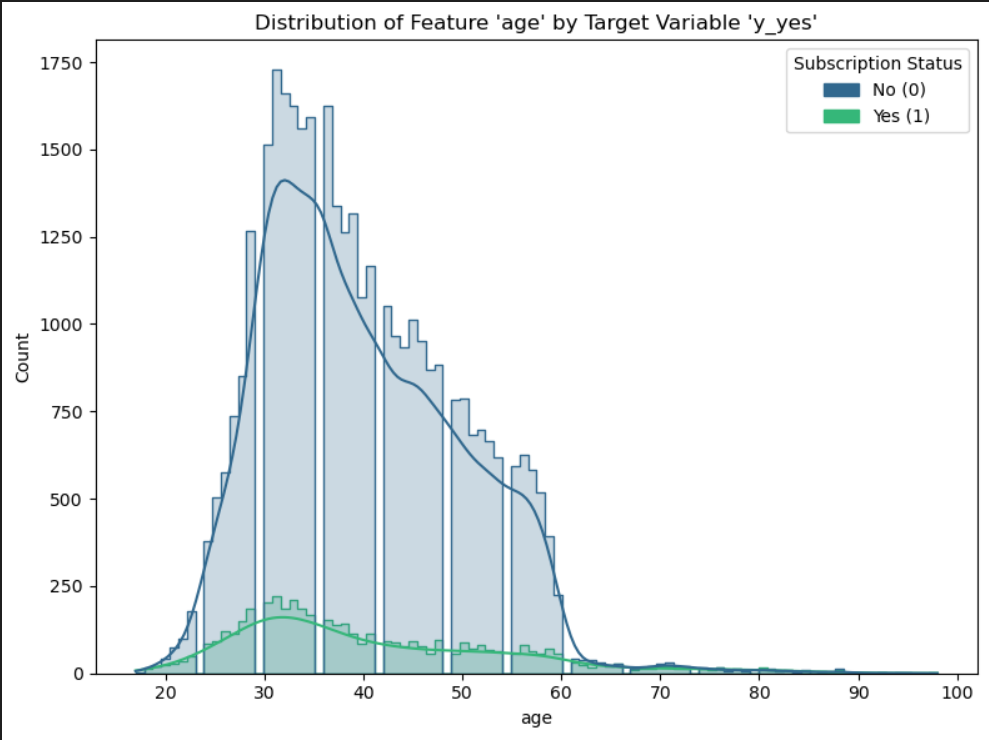 Distribution of Feature 'age' by Target Variable 'y_yes'
Subscription Status
No (0)
Yes (1)
1750
1500
1250
1000
750
500
250
0
Count
20 30 40 50 60 70 80 90 100
age